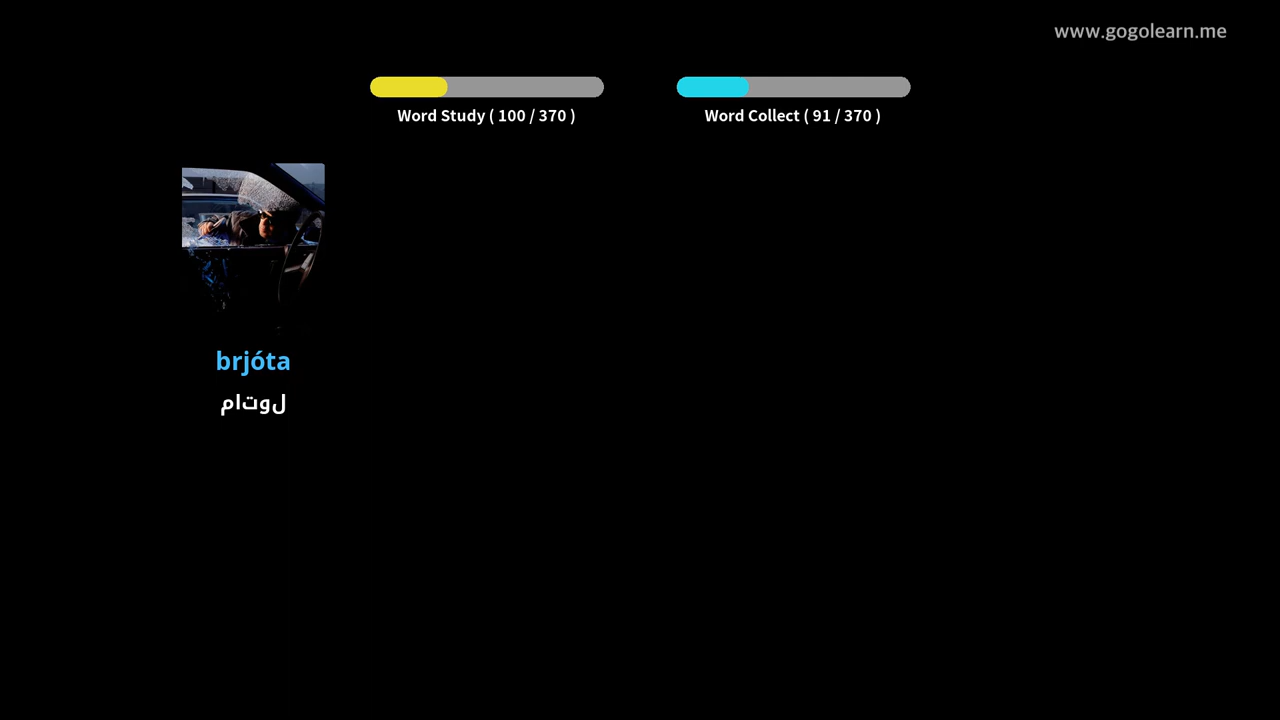 www.gogolearn.me
Word Study ( 100 / 370 )
Word Collect ( 91 / 370 )
brjóta
لوتام